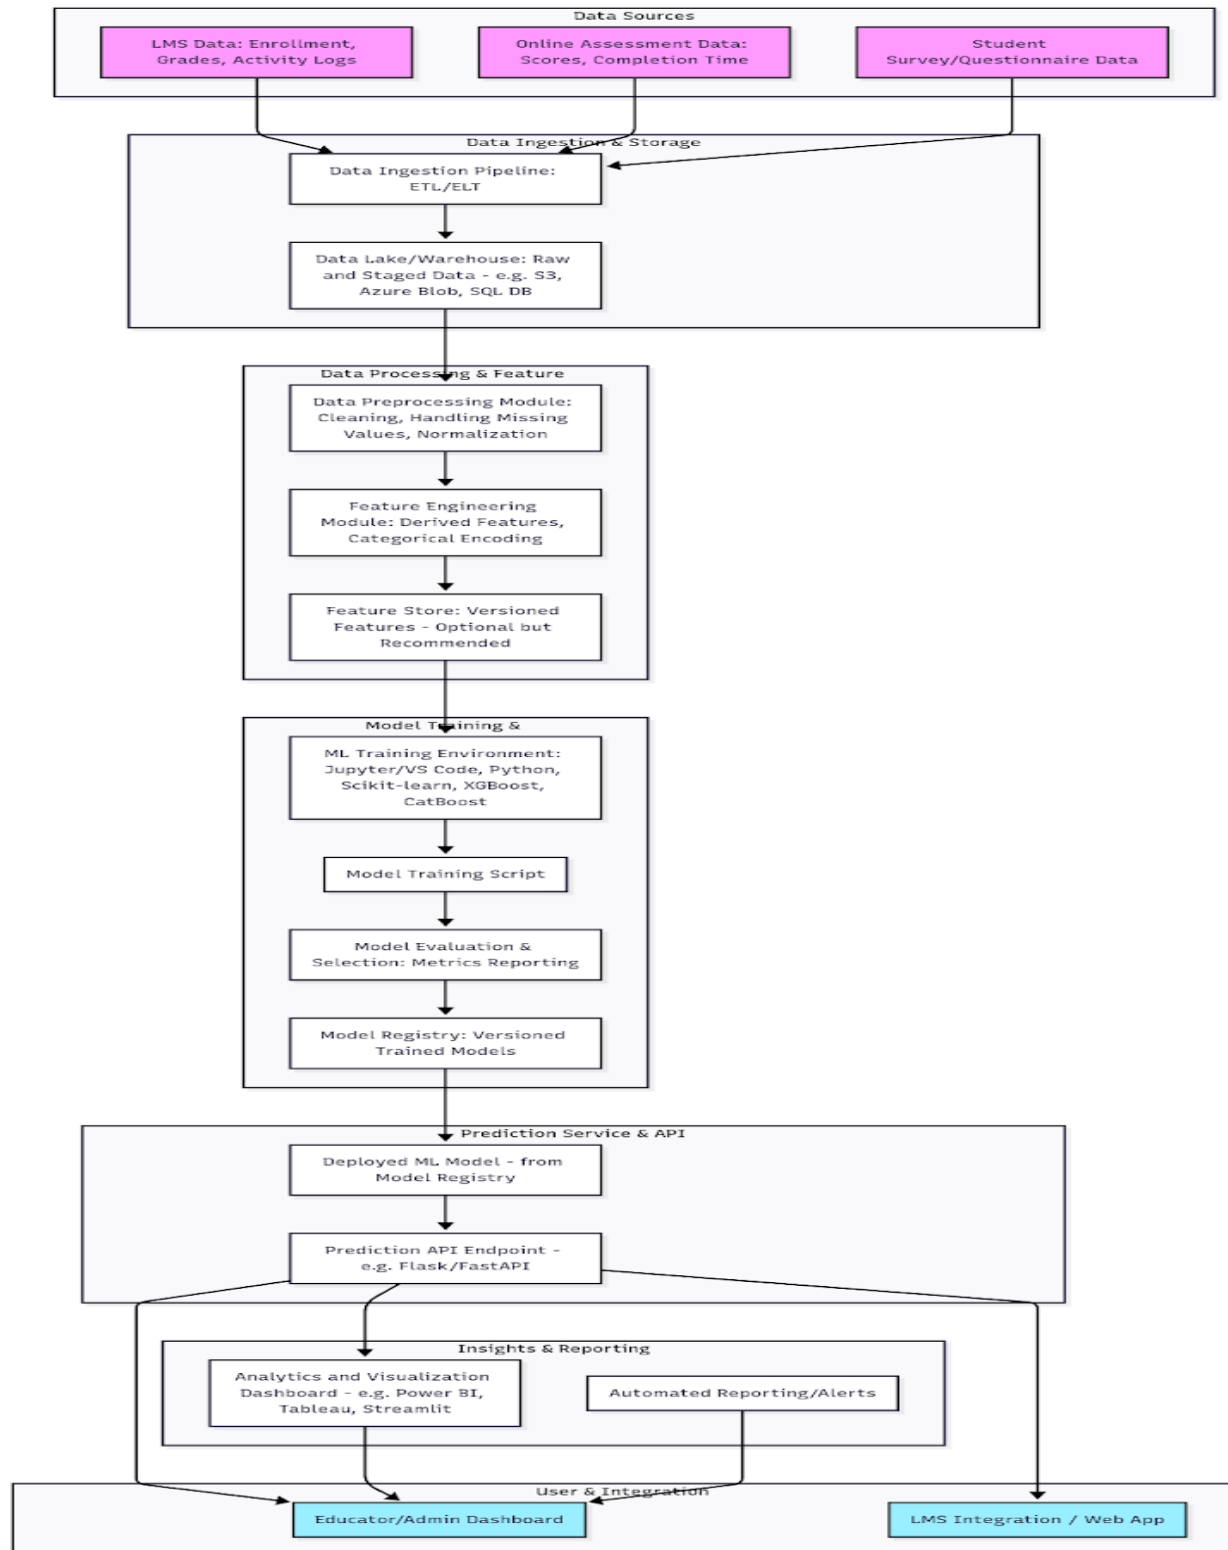 Data Sources
LMS Data: Enrollment,
Grades, Activity Logs
Online Assessment Data:
Scores, Completion Time
Student
Survey/Questionnaire Data
Data Ingestion & Storage
Data Ingestion Pipeline:
ETL/ELT
Data Lake/Warehouse: Raw
and Staged Data - e.g. S3,
Azure Blob, SQL DB
Data Processing & Feature
Data Preprocessing Module:
Cleaning, Handling Missing
Values, Normalization
Feature Engineering
Module: Derived Features,
Categorical Encoding
Feature Store: Versioned
Features - Optional but
Recommended
Model Training &
ML Training Environment:
Jupyter/VS Code, Python,
Scikit-learn, XGBoost,
CatBoost
Model Training Script
Model Evaluation &
Selection: Metrics Reporting
Model Registry: Versioned
Trained Models
Prediction Service & API
Deployed ML Model - from
Model Registry
Prediction API Endpoint -
e.g. Flask/FastAPI
Insights & Reporting
Analytics and Visualization
Dashboard - e.g. Power BI,
Tableau, Streamlit
Automated Reporting/Alerts
User & Integration
Educator/Admin Dashboard
LMS Integration / Web App